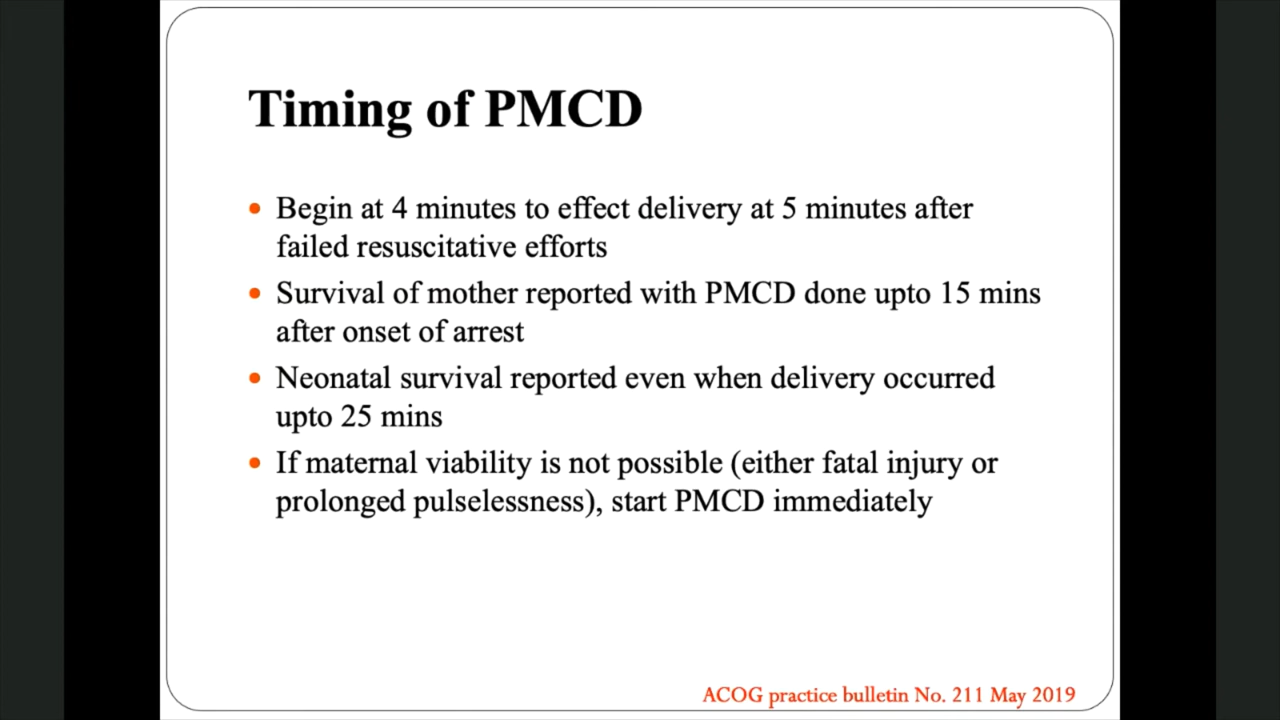 Timing of PMCD
Begin at 4 minutes to effect delivery at 5 minutes after
failed resuscitative efforts
Survival of mother reported with PMCD done upto 15 mins
after onset of arrest
Neonatal survival reported even when delivery occurred
upto 25 mins
If maternal viability is not possible (either fatal injury or
prolonged pulselessness), start PMCD immediately
ACOG practice bulletin No. 211 May 2019